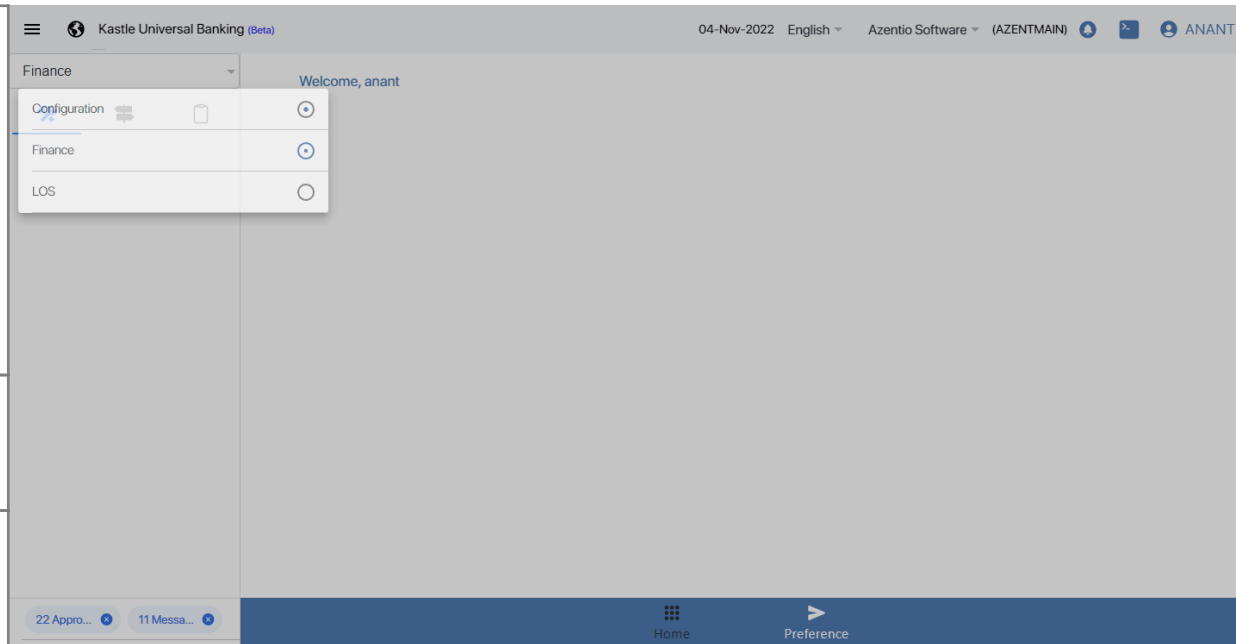 Kastle Universal Banking (Beta) 04-Nov-2022 English Azentio Software (AZENTMAIN) ANANT
Finance
Welcome, anant
Configuration
Finance
LOS
22 Appro... 11 Messa...
Home Preference